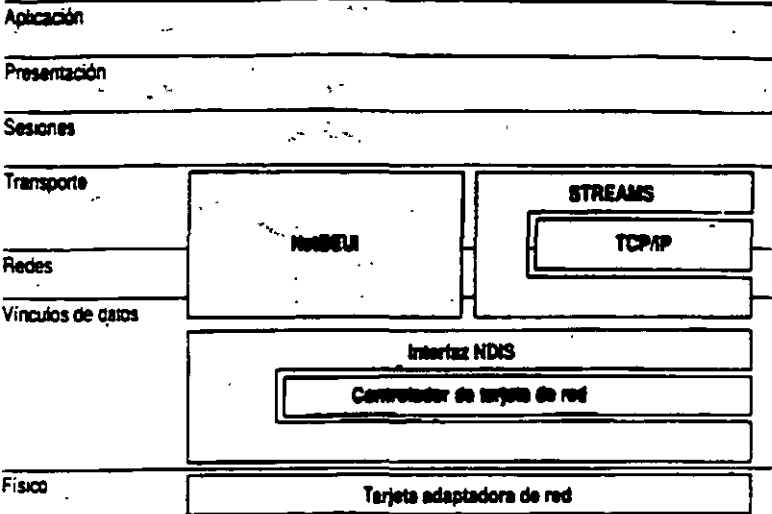 Aplicación
Presentación
Sesiones
Transporte
STREAMS
NetBEUI
TCP/IP
Redes
Vínculos de datos
Interfaz NDIS
Controlador de tarjeta de red
Físico
Tarjeta adaptadora de red